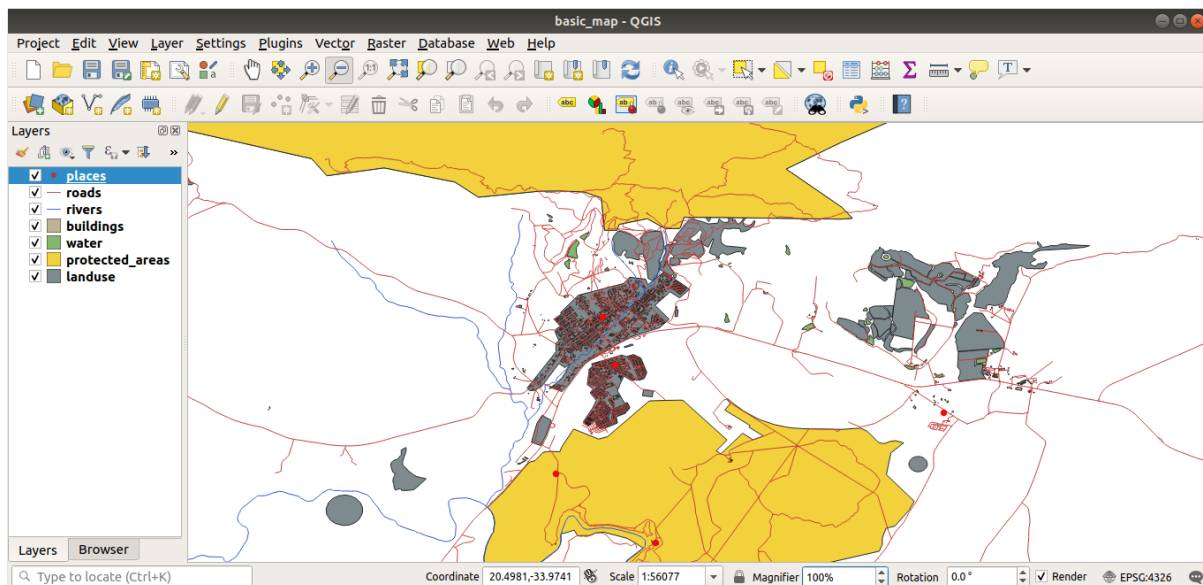 basic_map - QGIS
Project Edit View Layer Settings Plugins Vector Raster Database Web Help
Layers
places
roads
rivers
buildings
water
protected_areas
landuse
Layers Browser
Type to locate (Ctrl+K) Coordinate 20.4981,-33.9741 Scale 1:56077 Magnifier 100% Rotation 0.0 ° Render EPSG:4326